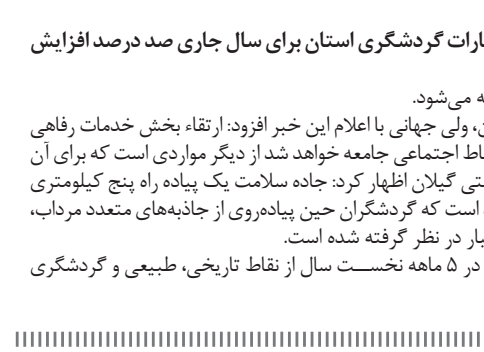 ارات گردشگری استان برای سال جاری صد درصد افزایش
ه می‌شود.
ن، ولی جهانی با اعلام این خبر افزود: ارتقاء بخش خدمات رفاهی
اط اجتماعی جامعه خواهد شد از دیگر مواردی است که برای آن
تی گیلان اظهار کرد: جاده سلامت یک پیاده راه پنج کیلومتری
است که گردشگران حین پیاده‌روی از جاذبه‌های متعدد مرداب،
بار در نظر گرفته شده است.
در ۵ ماهه نخست سال از نقاط تاریخی، طبیعی و گردشگری